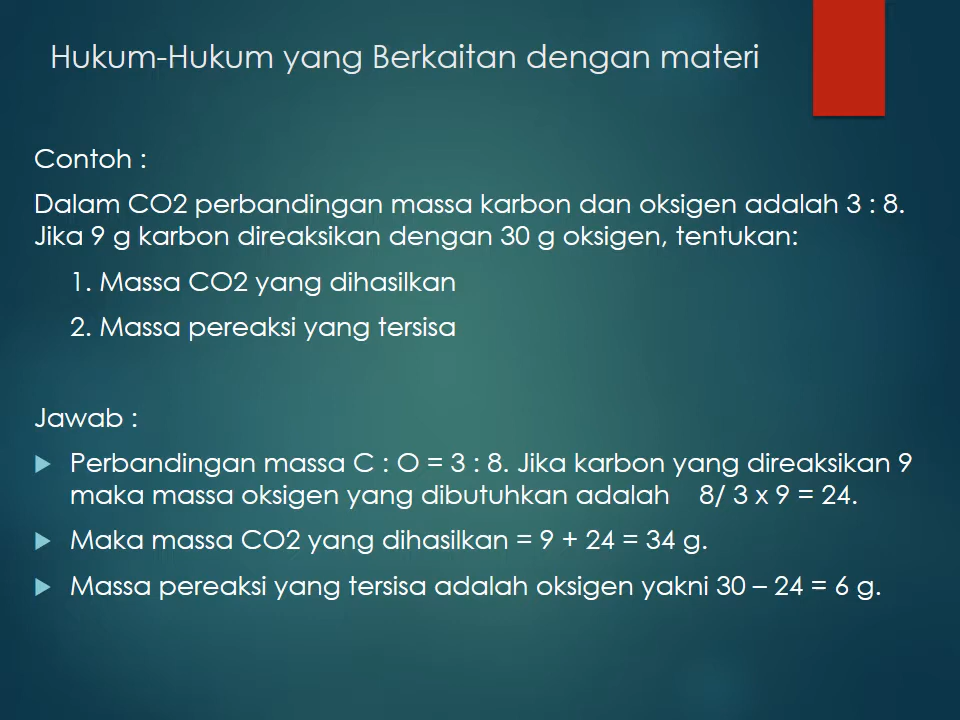 Hukum-Hukum yang Berkaitan dengan materi
Contoh :
Dalam CO2 perbandingan massa karbon dan oksigen adalah 3 : 8.
Jika 9 g karbon direaksikan dengan 30 g oksigen, tentukan:
1. Massa CO2 yang dihasilkan
2. Massa pereaksi yang tersisa
Jawab :
Perbandingan massa C : O = 3 : 8. Jika karbon yang direaksikan 9
maka massa oksigen yang dibutuhkan adalah 8/ 3 x 9 = 24.
Maka massa CO2 yang dihasilkan = 9 + 24 = 34 g.
Massa pereaksi yang tersisa adalah oksigen yakni 30 – 24 = 6 g.